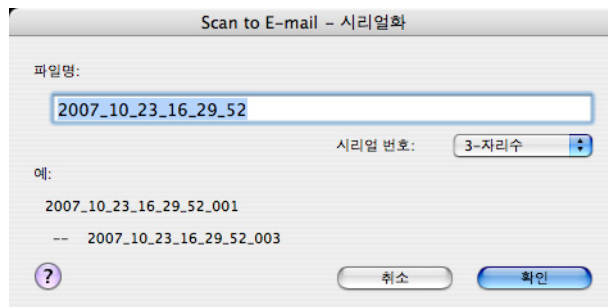 Scan to E-mail – 시리얼화
파일명:
2007_10_23_16_29_52
시리얼 번호: 3-자리수
예:
2007_10_23_16_29_52_001
-- 2007_10_23_16_29_52_003
? 취소 확인